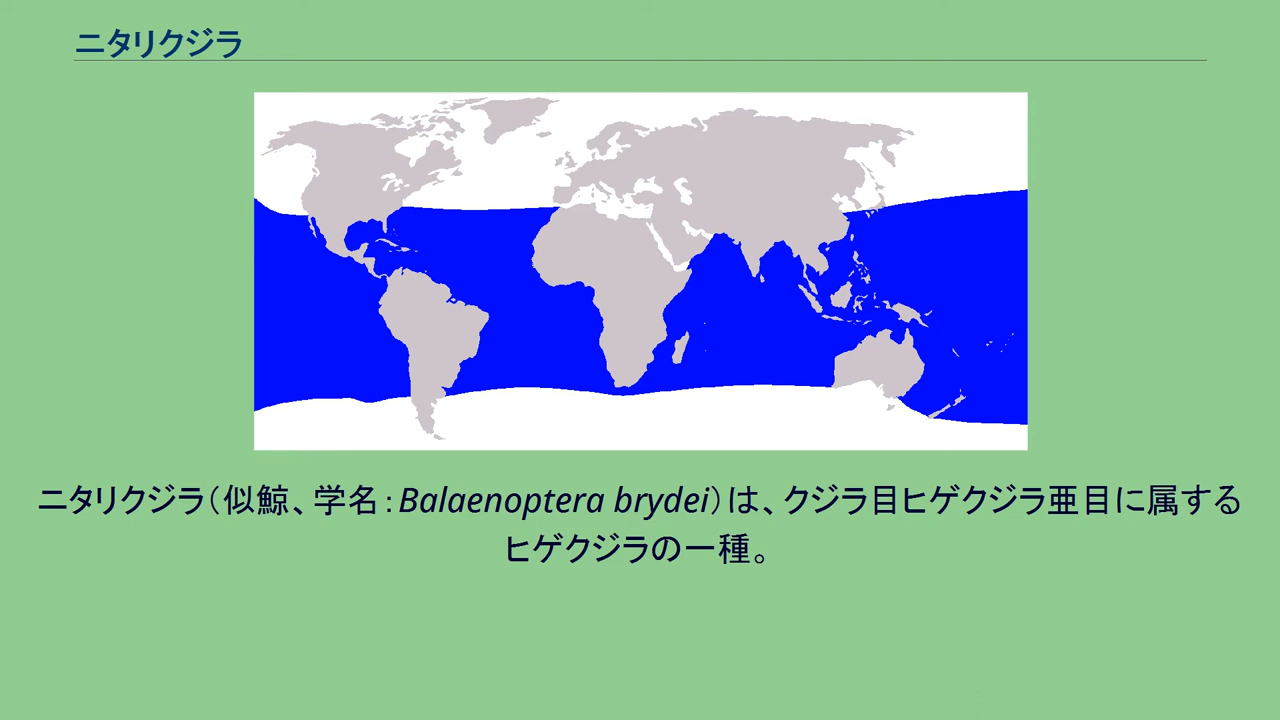 ニタリクジラ
ニタリクジラ（似鯨、学名：Balaenoptera brydei）は、クジラ目ヒゲクジラ亜目に属する
ヒゲクジラの一種。